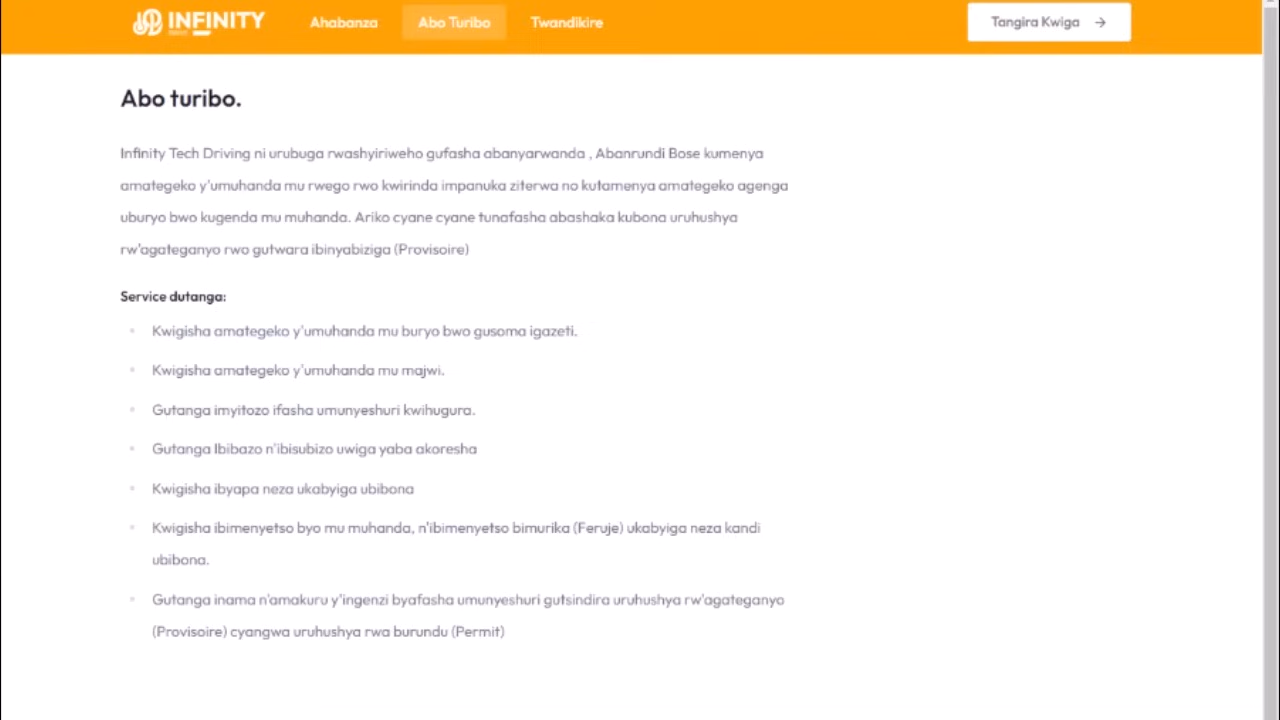 INFINITY
Ahabanza
Abo Turibo
Twandikire
Tangira Kwiga
Abo turibo.
Infinity Tech Driving ni urubuga rwashyiriweho gufasha abanyarwanda , Abanrundi Bose kumenya
amategeko y'umuhanda mu rwego rwo kwirinda impanuka ziterwa no kutamenya amategeko agenga
uburyo bwo kugenda mu muhanda. Ariko cyane cyane tunafasha abashaka kubona uruhushya
rw'agateganyo rwo gutwara ibinyabiziga (Provisoire)
Service dutanga:
Kwigisha amategeko y'umuhanda mu buryo bwo gusoma igazeti.
Kwigisha amategeko y'umuhanda mu majwi.
Gutanga imyitozo ifasha umunyeshuri kwihugura.
Gutanga Ibibazo n'ibisubizo uwiga yaba akoresha
Kwigisha ibyapa neza ukabyiga ubibona
Kwigisha ibimenyetso byo mu muhanda, n'ibimenyetso bimurika (Feruje) ukabyiga neza kandi
ubibona.
Gutanga inama n'amakuru y'ingenzi byafasha umunyeshuri gutsindira uruhushya rw'agateganyo
(Provisoire) cyangwa uruhushya rwa burundu (Permit)